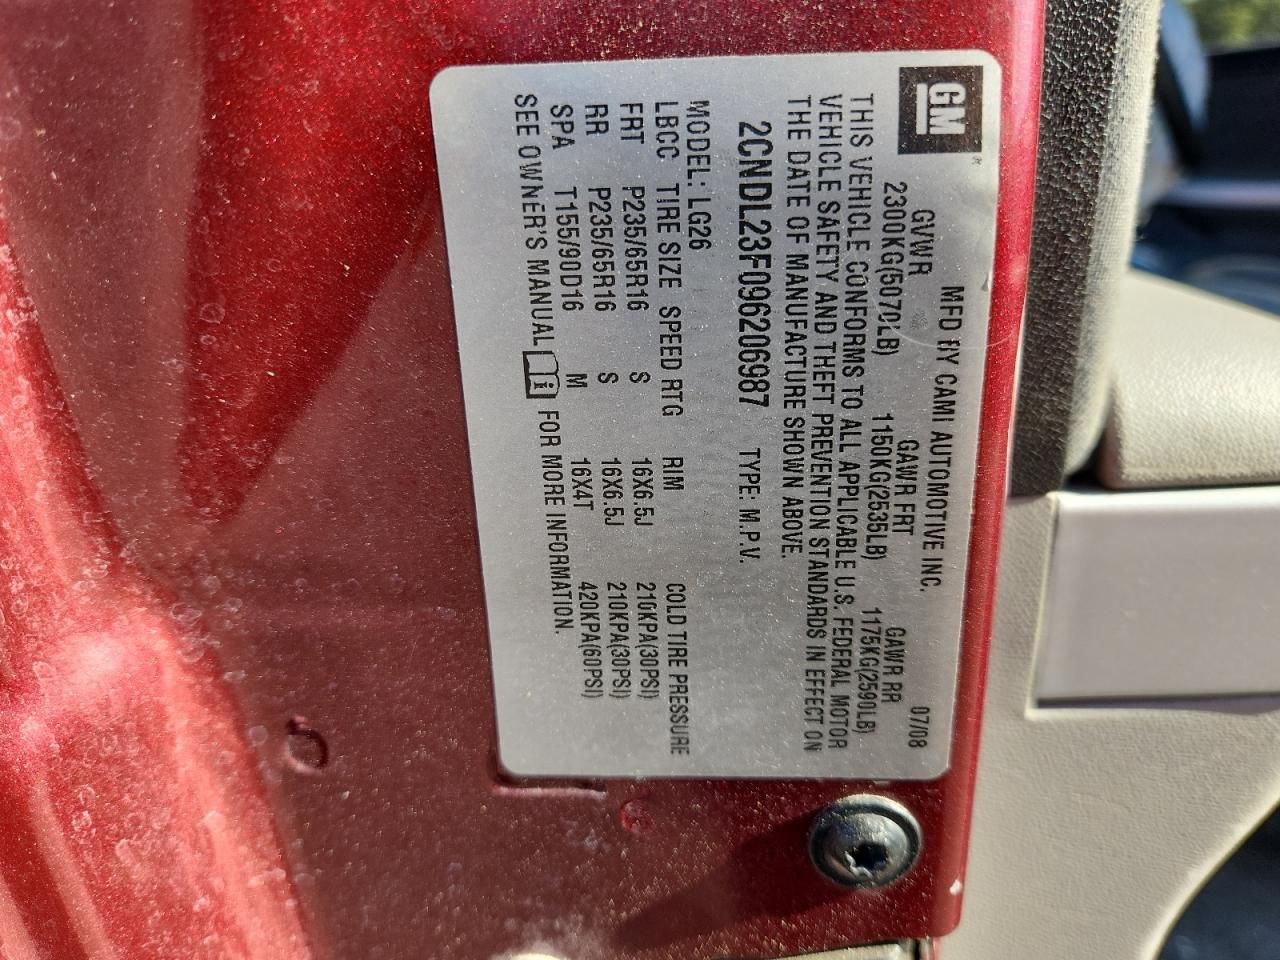 GM
MFD BY CAMI AUTOMOTIVE INC. 07/08
GVWR GAWR FRT GAWR RR
2300KG(5070LB) 1150KG(2535LB) 1175KG(2590LB)
THIS VEHICLE CONFORMS TO ALL APPLICABLE U.S. FEDERAL MOTOR
VEHICLE SAFETY AND THEFT PREVENTION STANDARDS IN EFFECT ON
THE DATE OF MANUFACTURE SHOWN ABOVE.
2CNDL23F096206987 TYPE: M.P.V.
MODEL: LG26
LBCC TIRE SIZE SPEED RTG RIM COLD TIRE PRESSURE
FRT P235/65R16 S 16X6.5J 210KPA(30PSI)
RR P235/65R16 S 16X6.5J 210KPA(30PSI)
SPA T155/90D16 M 16X4T 420KPA(60PSI)
SEE OWNER'S MANUAL i FOR MORE INFORMATION.